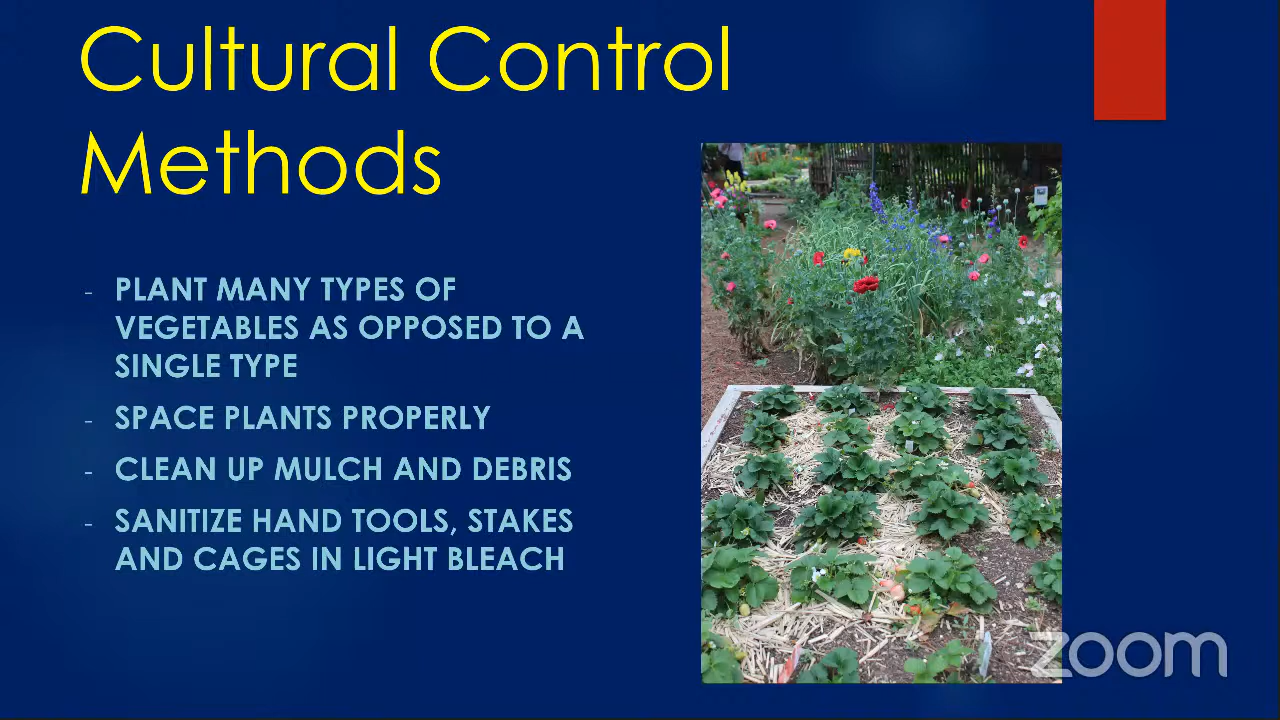 Cultural Control
Methods
- PLANT MANY TYPES OF
VEGETABLES AS OPPOSED TO A
SINGLE TYPE
- SPACE PLANTS PROPERLY
- CLEAN UP MULCH AND DEBRIS
- SANITIZE HAND TOOLS, STAKES
AND CAGES IN LIGHT BLEACH
zoom